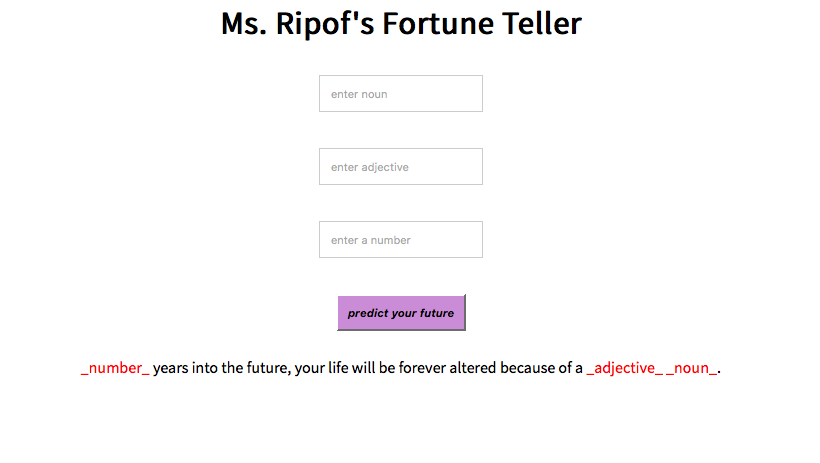 Ms. Ripof's Fortune Teller
enter noun
enter adjective
enter a number
predict your future
_number_ years into the future, your life will be forever altered because of a _adjective_ _noun_.